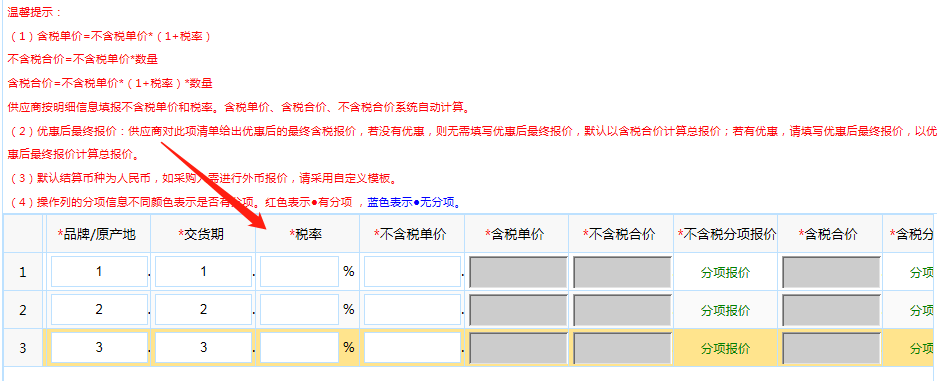 温馨提示：
（1）含税单价=不含税单价*（1+税率）
不含税合价=不含税单价*数量
含税合价=不含税单价*（1+税率）*数量
供应商按明细信息填报不含税单价和税率。含税单价、含税合价、不含税合价系统自动计算。
（2）优惠后最终报价：供应商对此项清单给出优惠后的最终含税报价，若没有优惠，则无需填写优惠后最终报价，默认以含税合价计算总报价；若有优惠，请填写优惠后最终报价，以优
惠后最终报价计算总报价。
（3）默认结算币种为人民币，如采购 需进行外币报价，请采用自定义模板。
（4）操作列的分项信息不同颜色表示是否有分项。红色表示●有分项 ，蓝色表示●无分项。
*品牌/原产地 *交货期 *税率 *不含税单价 *含税单价 *不含税合价 *不含税分项报价 *含税合价 *含税分
1 1. 1. % . 分项报价 分项
2 2. 2. % . 分项报价 分项
3 3. 3. % . 分项报价 分项